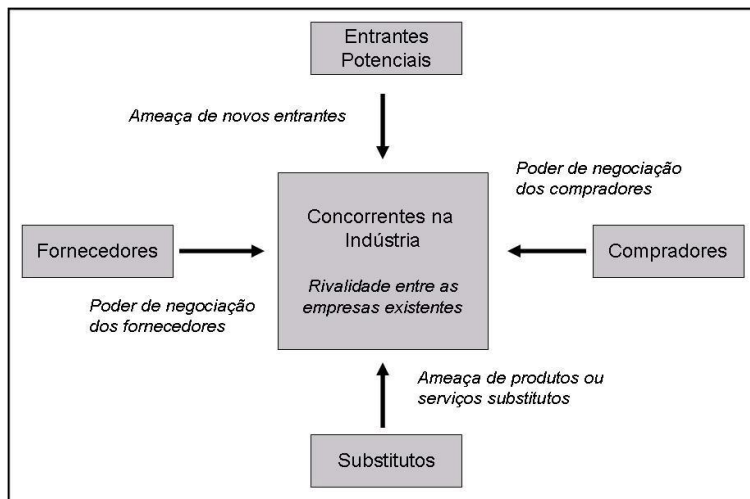 Entrantes
Potenciais
Ameaça de novos entrantes
Poder de negociação
dos compradores
Concorrentes na
Indústria
Fornecedores
Compradores
Rivalidade entre as
empresas existentes
Poder de negociação
dos fornecedores
Ameaça de produtos ou
serviços substitutos
Substitutos